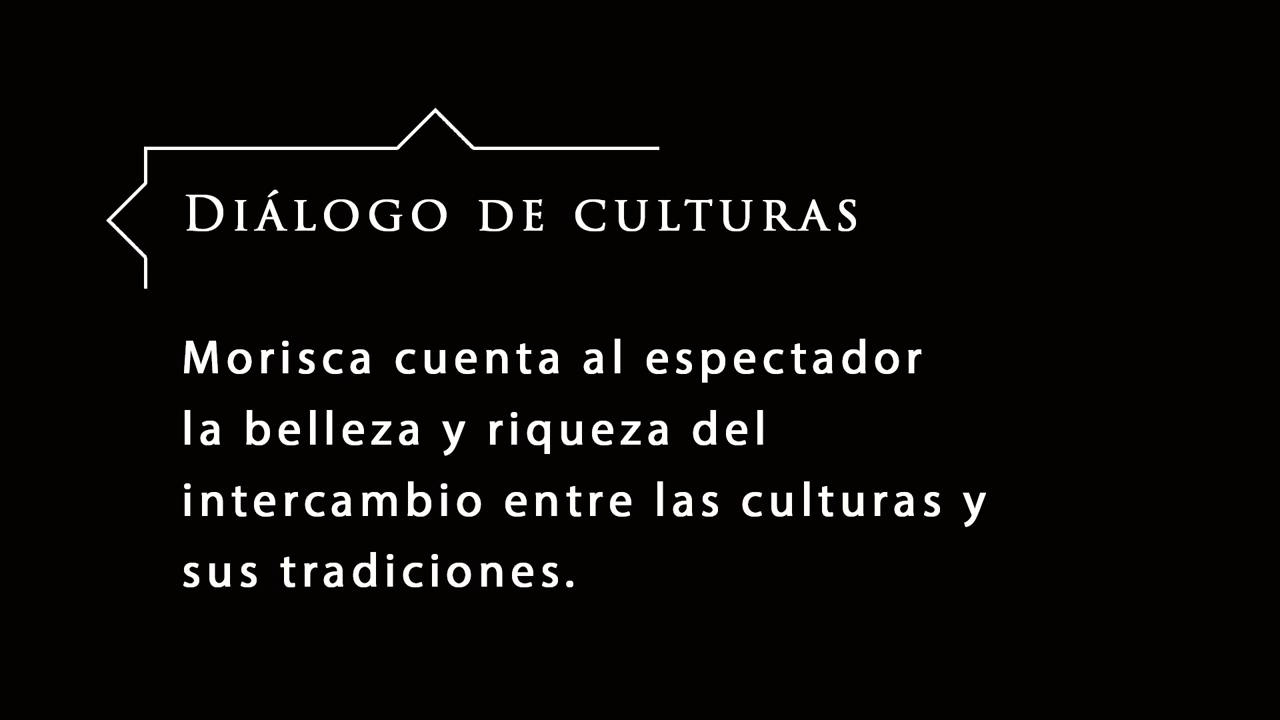 Diálogo de culturas
Morisca cuenta al espectador
la belleza y riqueza del
intercambio entre las culturas y
sus tradiciones.